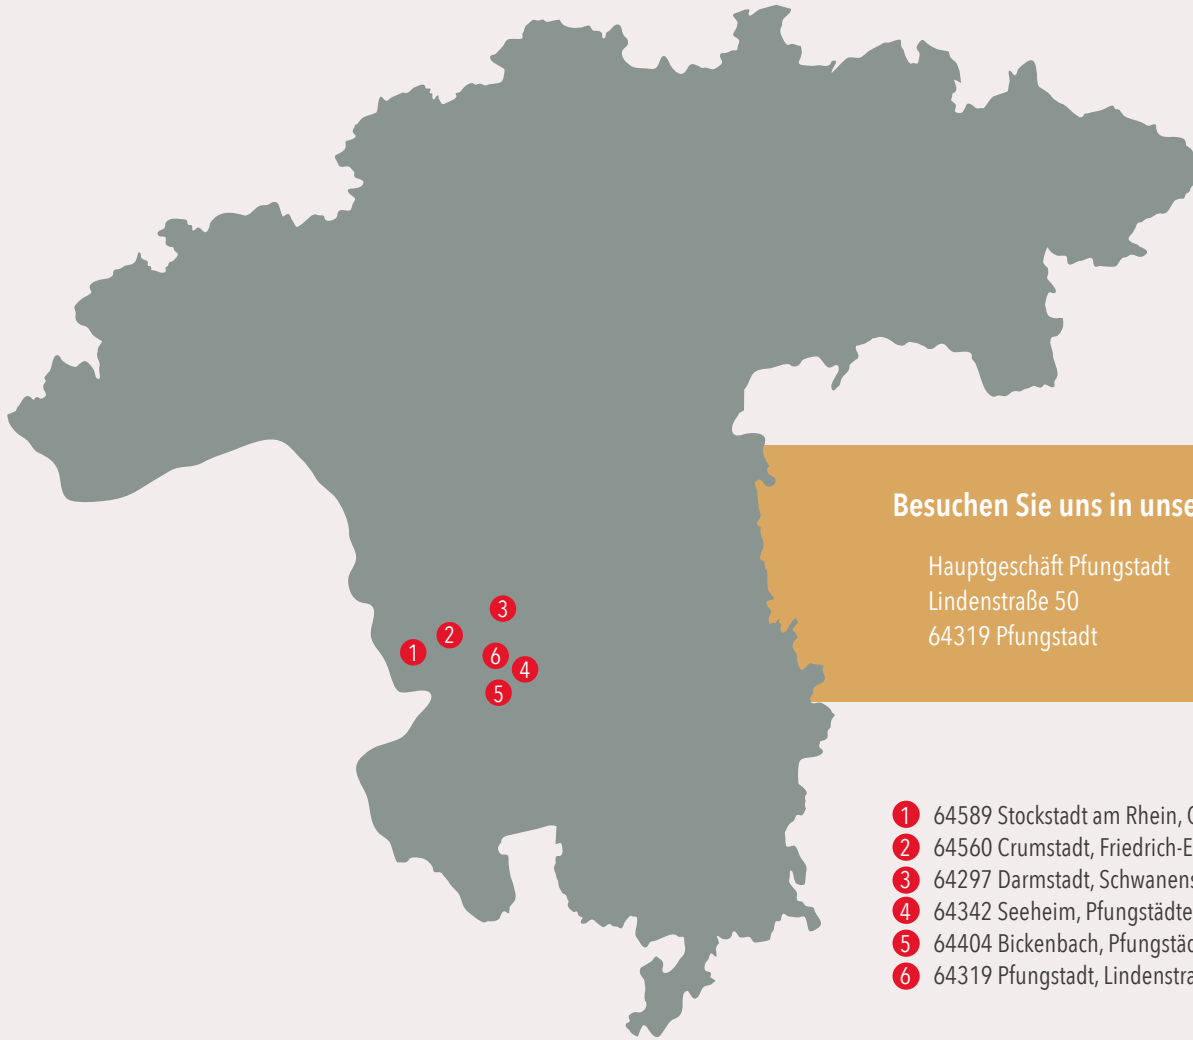 Besuchen Sie uns in unse
Hauptgeschäft Pfungstadt
Lindenstraße 50
64319 Pfungstadt
3
2
1
6
4
5
1 64589 Stockstadt am Rhein,
2 64560 Crumstadt, Friedrich-E
3 64297 Darmstadt, Schwanens
4 64342 Seeheim, Pfungstädte
5 64404 Bickenbach, Pfungstäd
6 64319 Pfungstadt, Lindenstra